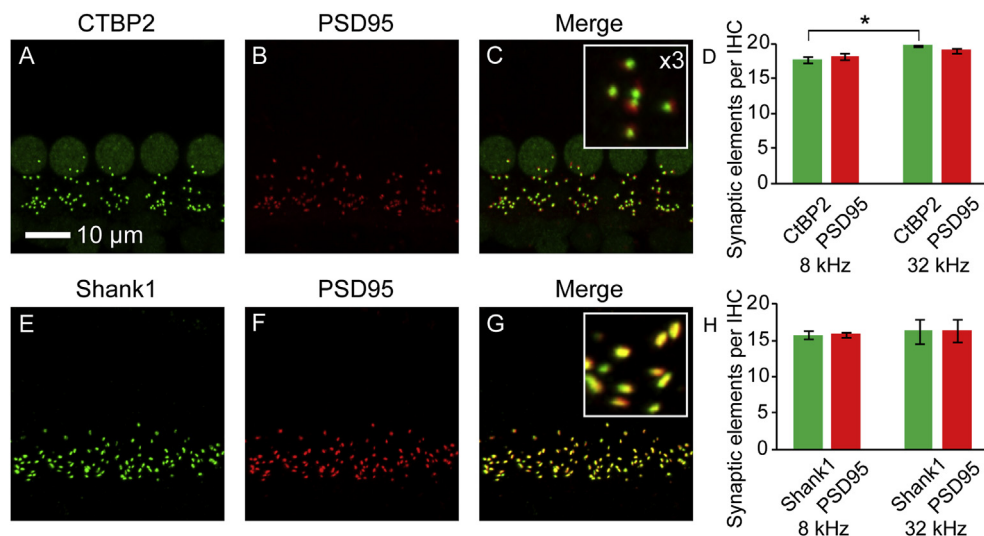 CTBP2
PSD95
Merge
A
B
C
x3
D
10 µm
Synaptic elements per IHC
20
15
10
5
0
*
CtBP2
PSD95
CtBP2
PSD95
8 kHz
32 kHz
Shank1
PSD95
Merge
E
F
G
H
Synaptic elements per IHC
20
15
10
5
0
Shank1
PSD95
Shank1
PSD95
8 kHz
32 kHz